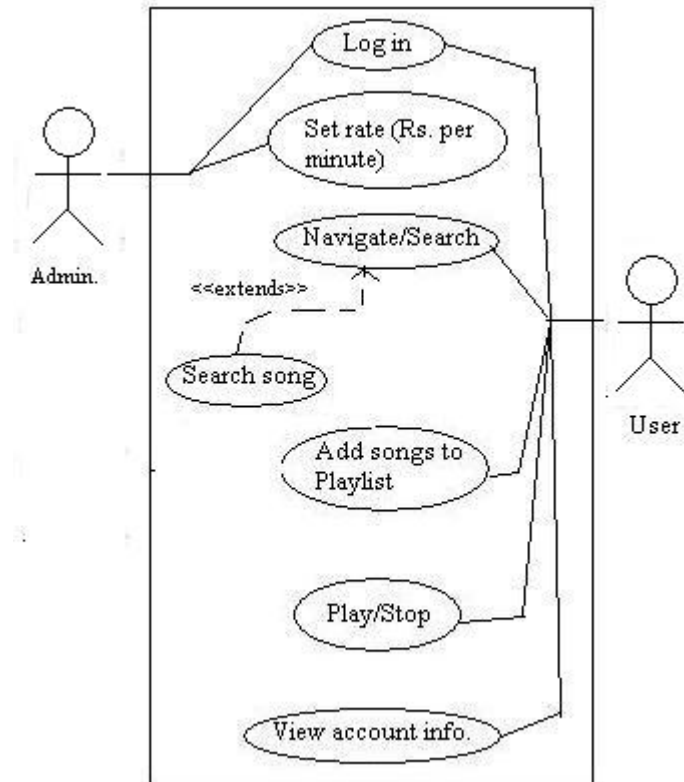 Log in
Set rate (Rs. per
minute)
Navigate/Search
Admin.
<<extends>>
Search song
User
Add songs to
Playlist
Play/Stop
View account info.